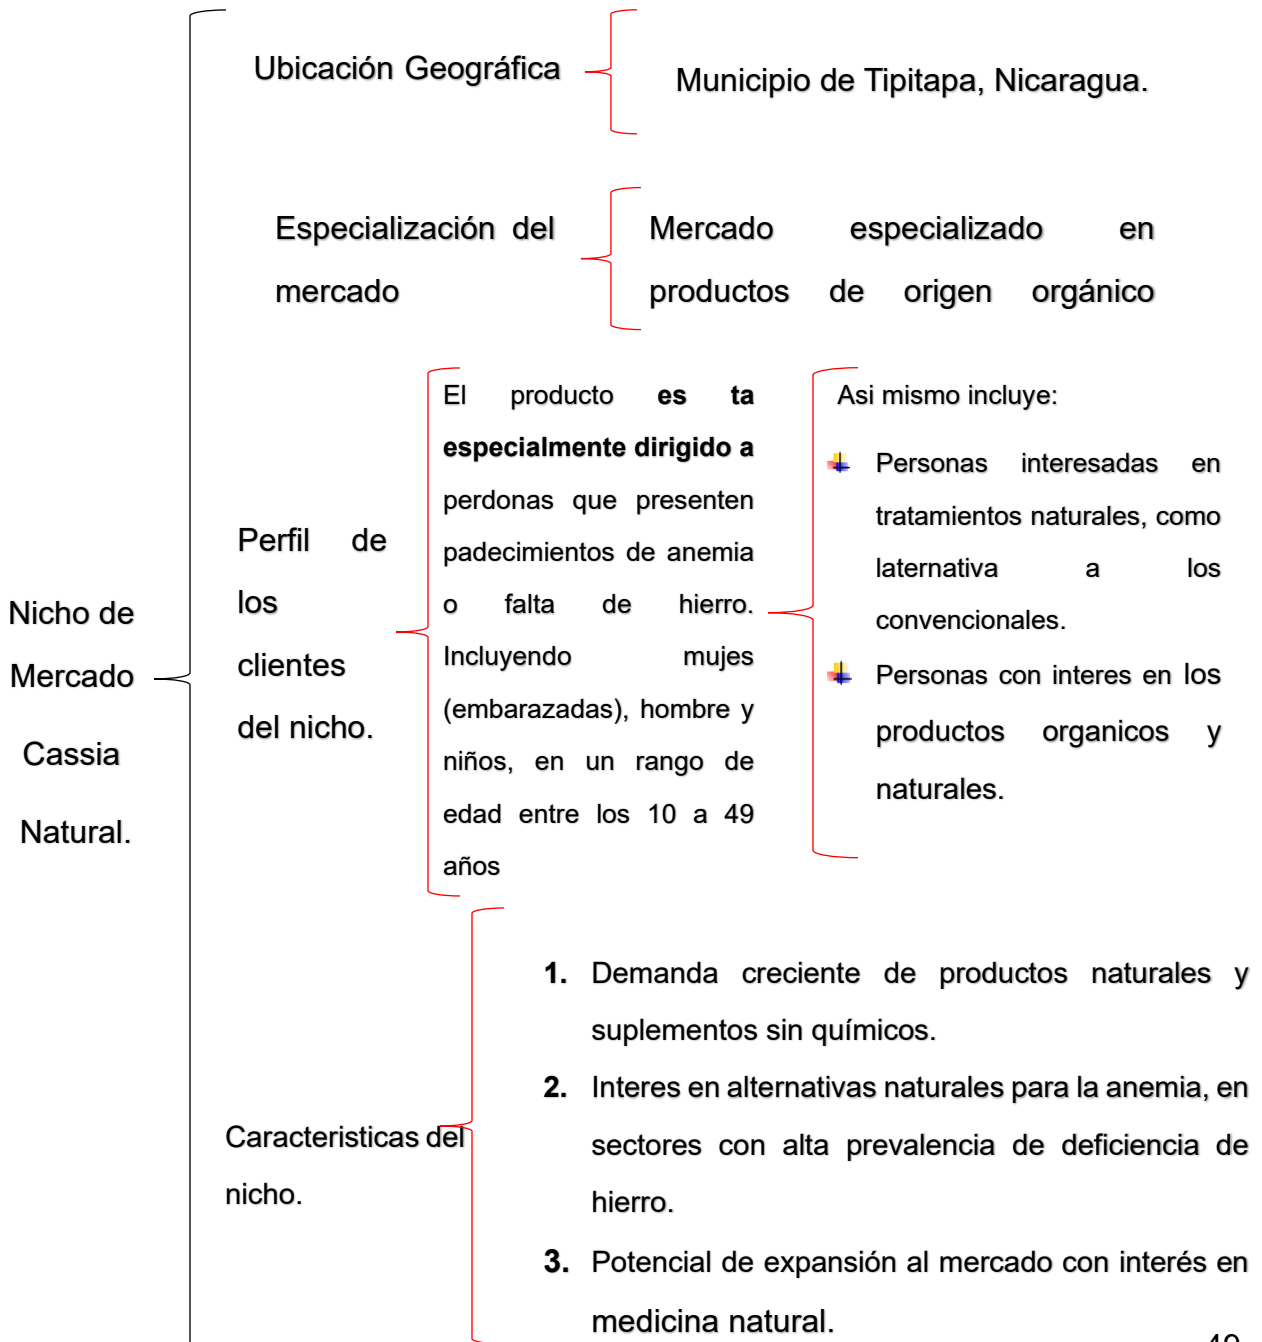 Ubicación Geográfica
Municipio de Tipitapa, Nicaragua.
Especialización del
mercado
Mercado especializado en
productos de origen orgánico
Nicho de
Mercado
Cassia
Natural.
Perfil de
los
clientes
del nicho.
El producto es ta
especialmente dirigido a
perdonas que presenten
padecimientos de anemia
o falta de hierro.
Incluyendo mujes
(embarazadas), hombre y
niños, en un rango de
edad entre los 10 a 49
años
Asi mismo incluye:
Personas interesadas en
tratamientos naturales, como
laternativa a los
convencionales.
Personas con interes en los
productos organicos y
naturales.
Caracteristicas del
nicho.
1. Demanda creciente de productos naturales y
suplementos sin químicos.
2. Interes en alternativas naturales para la anemia, en
sectores con alta prevalencia de deficiencia de
hierro.
3. Potencial de expansión al mercado con interés en
medicina natural.